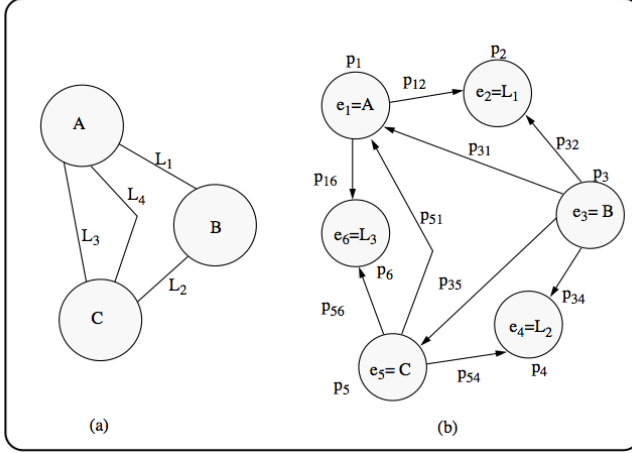 A
L₁
L₄
B
L₃
L₂
C
(a)
p₁
p₂
p₁₂
e₁=A
e₂=L₁
p₃₁
p₃₂
p₃
p₁₆
p₅₁
e₃= B
e₆=L₃
p₆
p₃₅
p₃₄
p₅₆
e₄=L₂
e₅= C
p₅₄
p₄
p₅
(b)